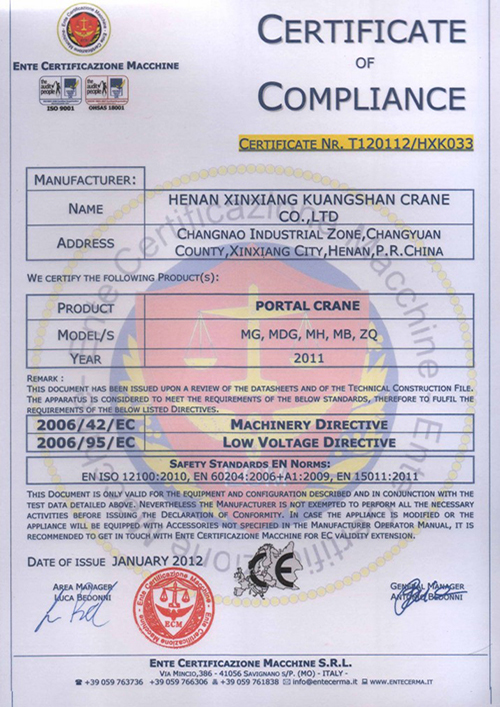 ENTE CERTIFICAZIONE MACCHINE
ISO 9001
OHSAS 18001
CERTIFICATE
OF
COMPLIANCE
CERTIFICATE NR. T120112/HXK033
MANUFACTURER:
NAME
HENAN XINXIANG KUANGSHAN CRANE
CO.,LTD
ADDRESS
CHANGNAO INDUSTRIAL ZONE,CHANGYUAN
COUNTY,XINXIANG CITY,HENAN,P.R.CHINA
WE CERTIFY THE FOLLOWING PRODUCT(S):
PRODUCT
PORTAL CRANE
MODEL/S
MG, MDG, MH, MB, ZQ
YEAR
2011
REMARK :
THIS DOCUMENT HAS BEEN ISSUED UPON A REVIEW OF THE DATASHEETS AND OF THE TECHNICAL CONSTRUCTION FILE.
THE APPARATUS IS CONSIDERED TO MEET THE REQUIREMENTS OF THE BELOW STANDARDS, THEREFORE TO FULFIL THE
REQUIREMENTS OF THE BELOW LISTED DIRECTIVES.
2006/42/EC MACHINERY DIRECTIVE
2006/95/EC LOW VOLTAGE DIRECTIVE
SAFETY STANDARDS EN NORMS:
EN ISO 12100:2010, EN 60204:2006+A1:2009, EN 15011:2011
THIS DOCUMENT IS ONLY VALID FOR THE EQUIPMENT AND CONFIGURATION DESCRIBED AND IN CONJUNCTION WITH THE
TEST DATA DETAILED ABOVE. NEVERTHELESS THE MANUFACTURER IS NOT EXEMPTED TO PERFORM ALL THE NECESSARY
ACTIVITIES BEFORE ISSUING THE DECLARATION OF CONFORMITY. IN CASE THE APPLIANCE IS MODIFIED OR THE
APPLIANCE WILL BE EQUIPPED WITH ACCESSORIES NOT SPECIFIED IN THE MANUFACTURE OPERATOR MANUAL, IT IS
RECOMMENDED TO GET IN TOUCH WITH ENTE CERTIFICAZIONE MACCHINE FOR EC VALIDITY EXTENSION.
DATE OF ISSUE JANUARY 2012
CE
AREA MANAGER
LUCA BEDONNI
Ente Certificazione Macchine
ECM
GENERAL MANAGER
BEDONNI
ENTE CERTIFICAZIONE MACCHINE S.R.L.
VIA MINCIO,386 - 41056 SAVIGNANO S/P. (MO) - ITALY -
+39 059 763736 +39 059 766306 +39 059 761838 info@entecerma.it www.entecerma.it